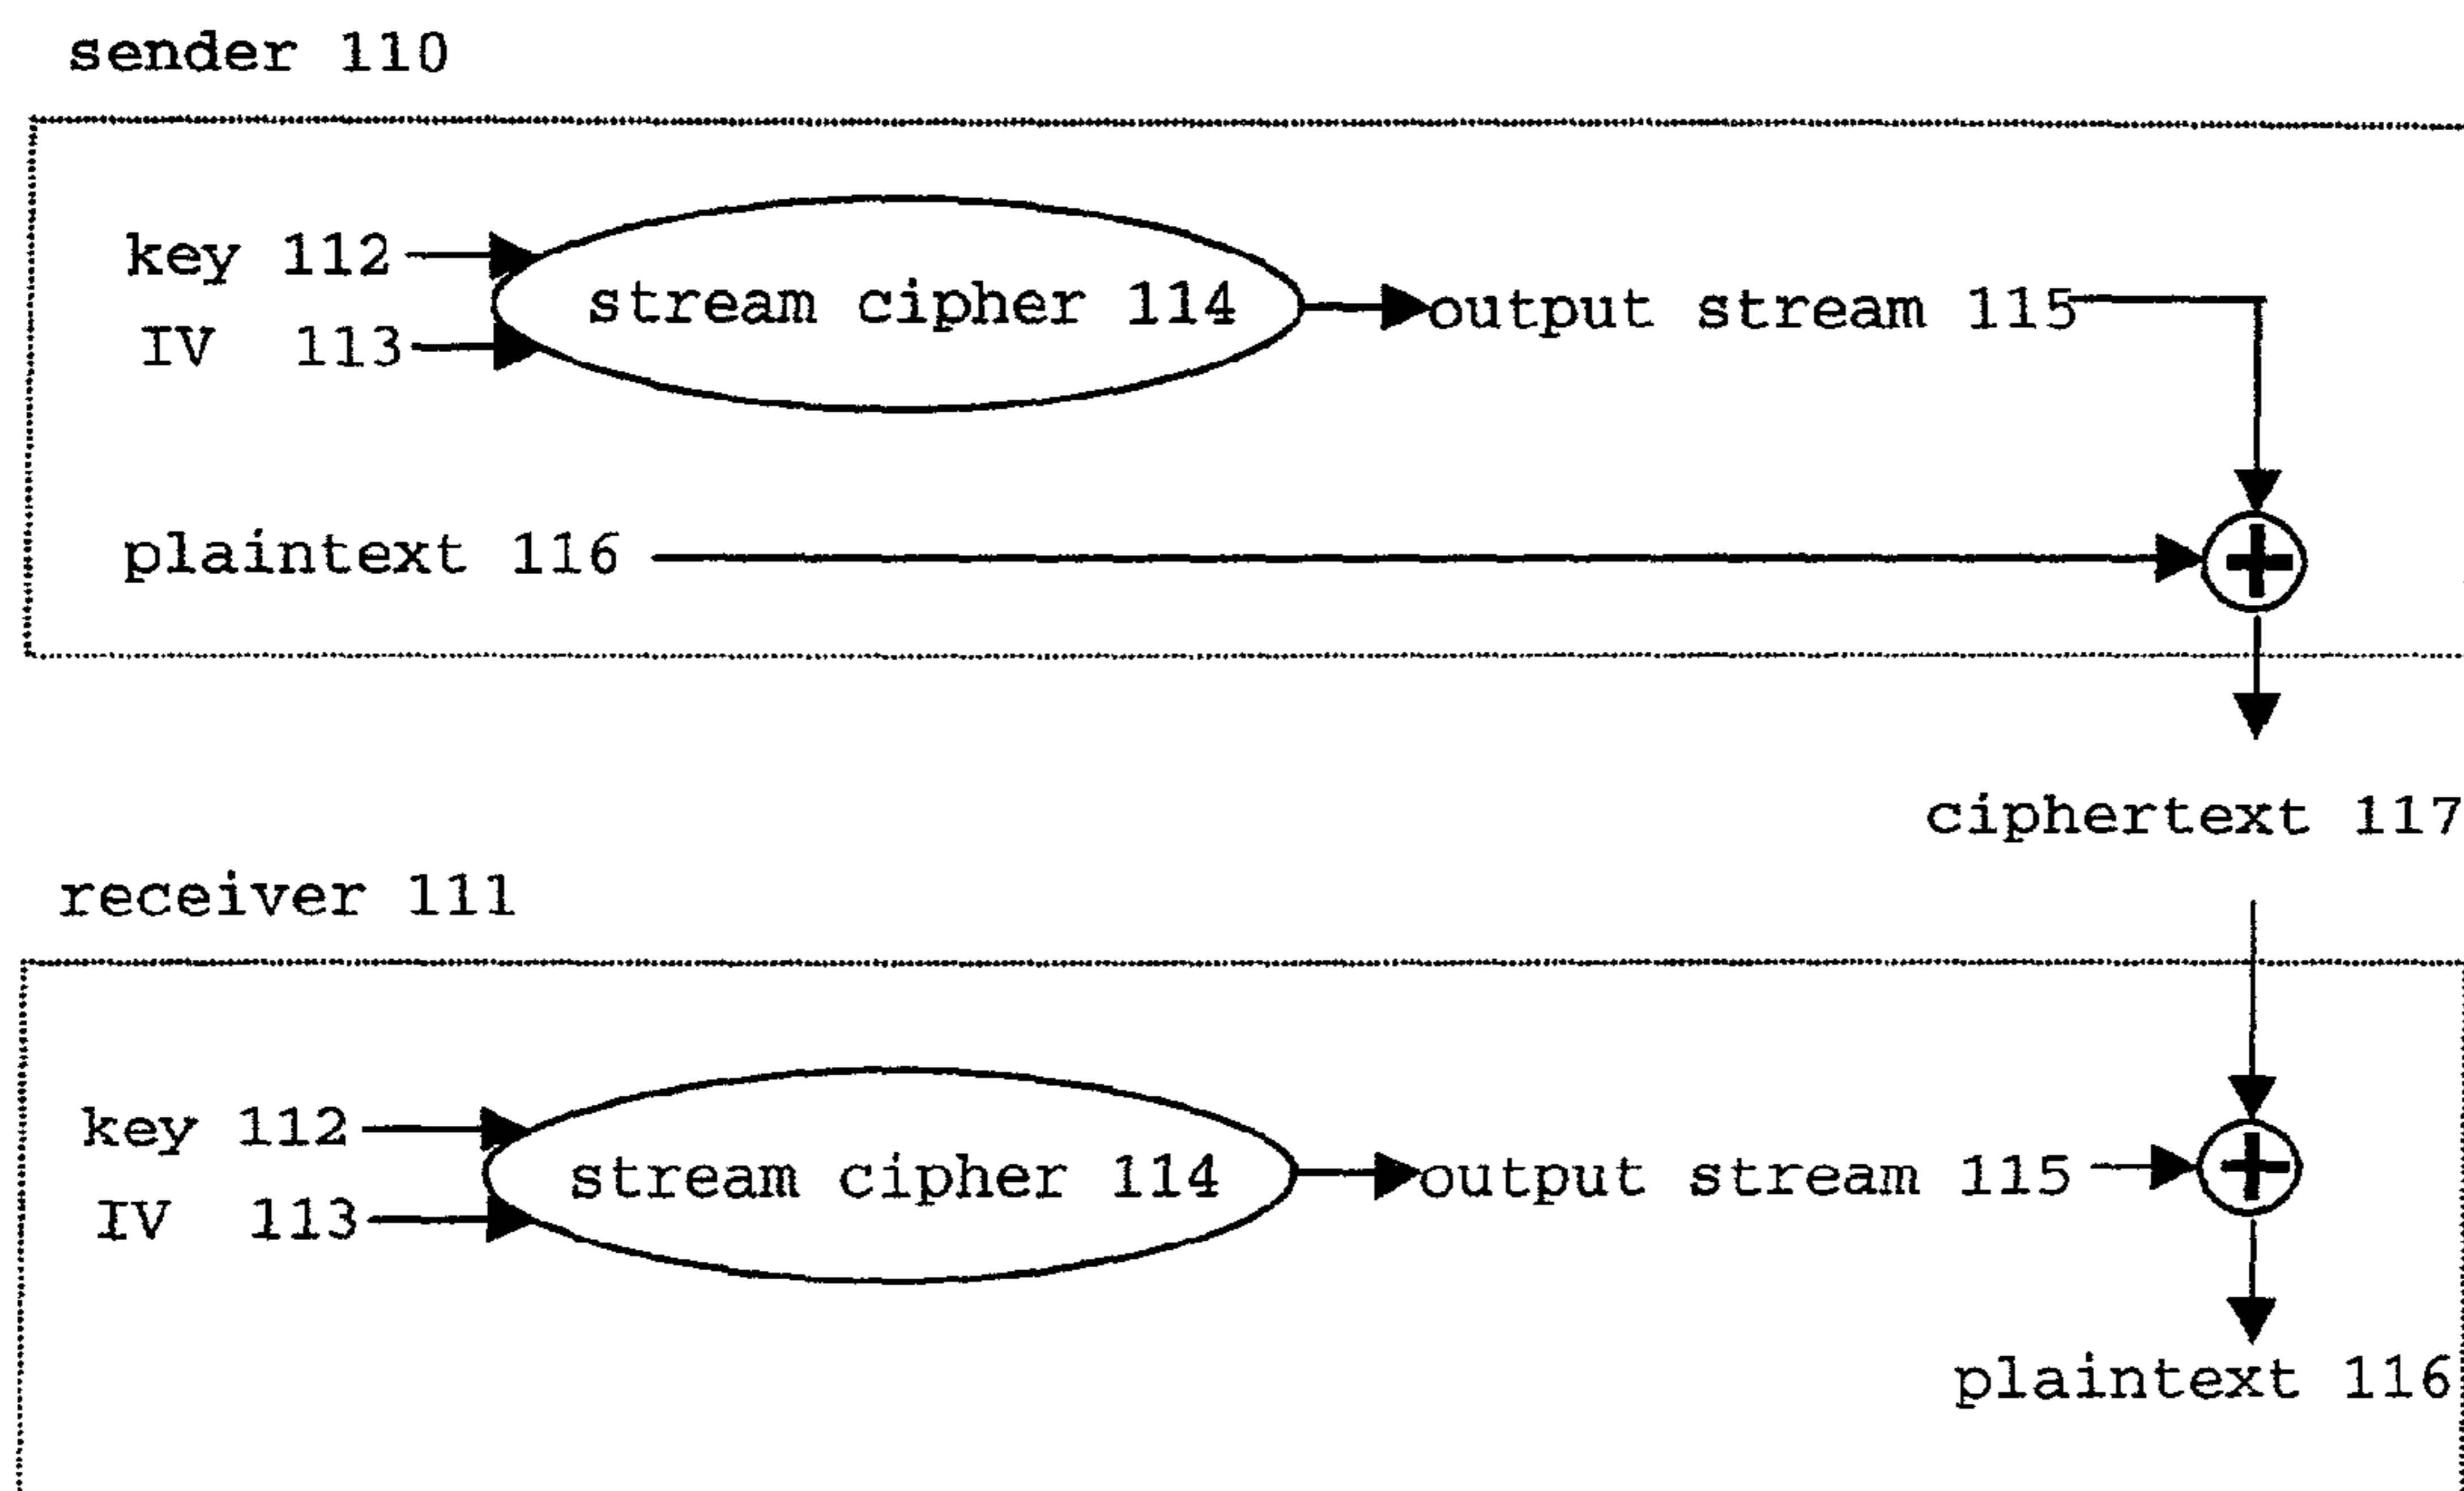 sender 110
key 112
IV 113
stream cipher 114
output stream 115
plaintext 116
ciphertext 117
receiver 111
key 112
IV 113
stream cipher 114
output stream 115
plaintext 116